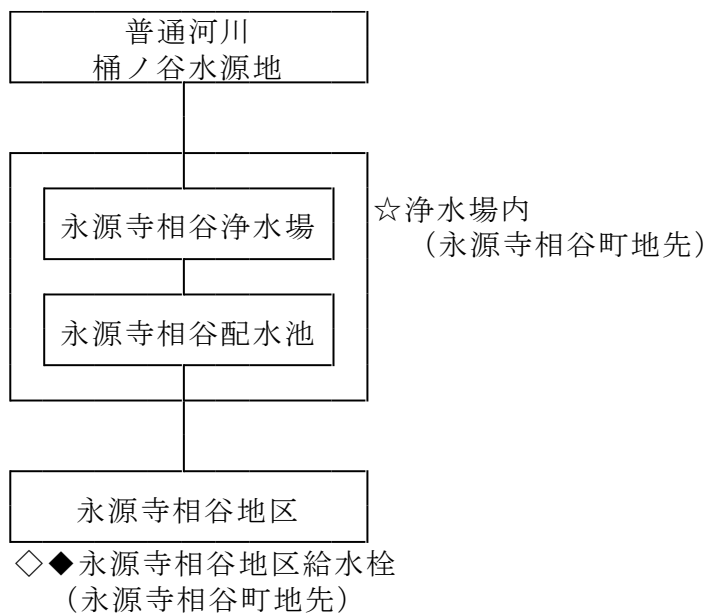 普通河川
桶ノ谷水源地
永源寺相谷浄水場
☆浄水場内
（永源寺相谷町地先）
永源寺相谷配水池
永源寺相谷地区
◇◆永源寺相谷地区給水栓
（永源寺相谷町地先）